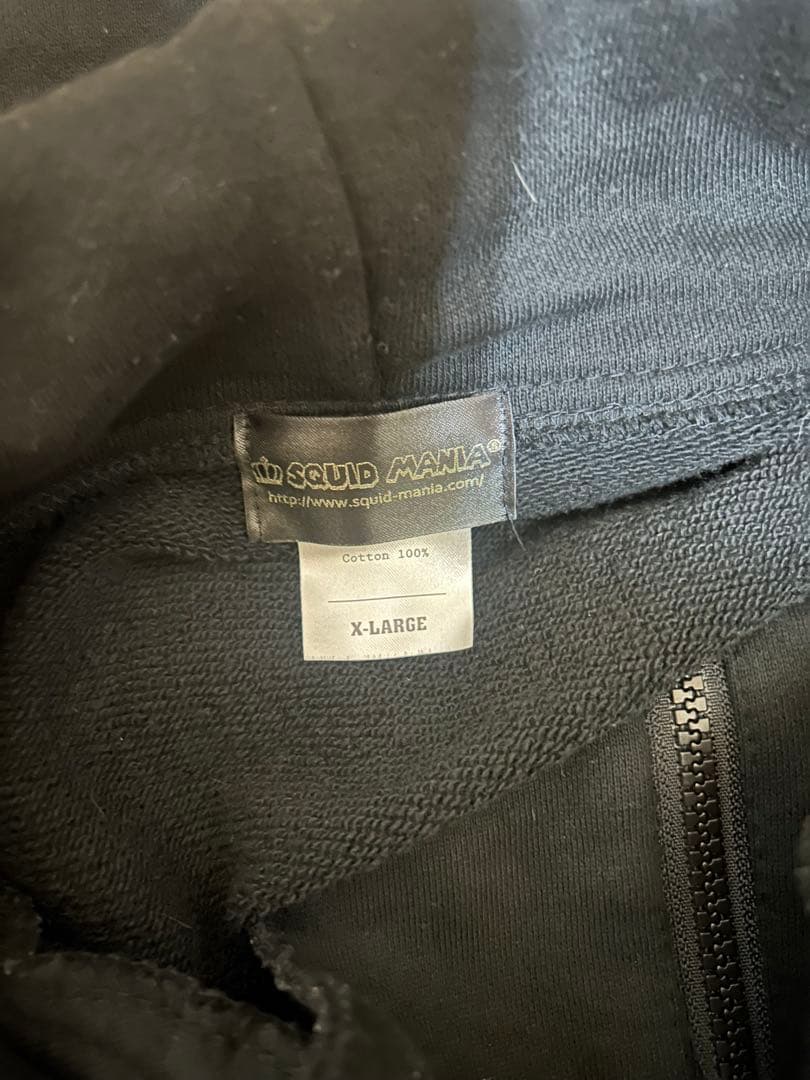 SQUID MANIA®
http://www.squid-mania.com/
Cotton 100%
X-LARGE